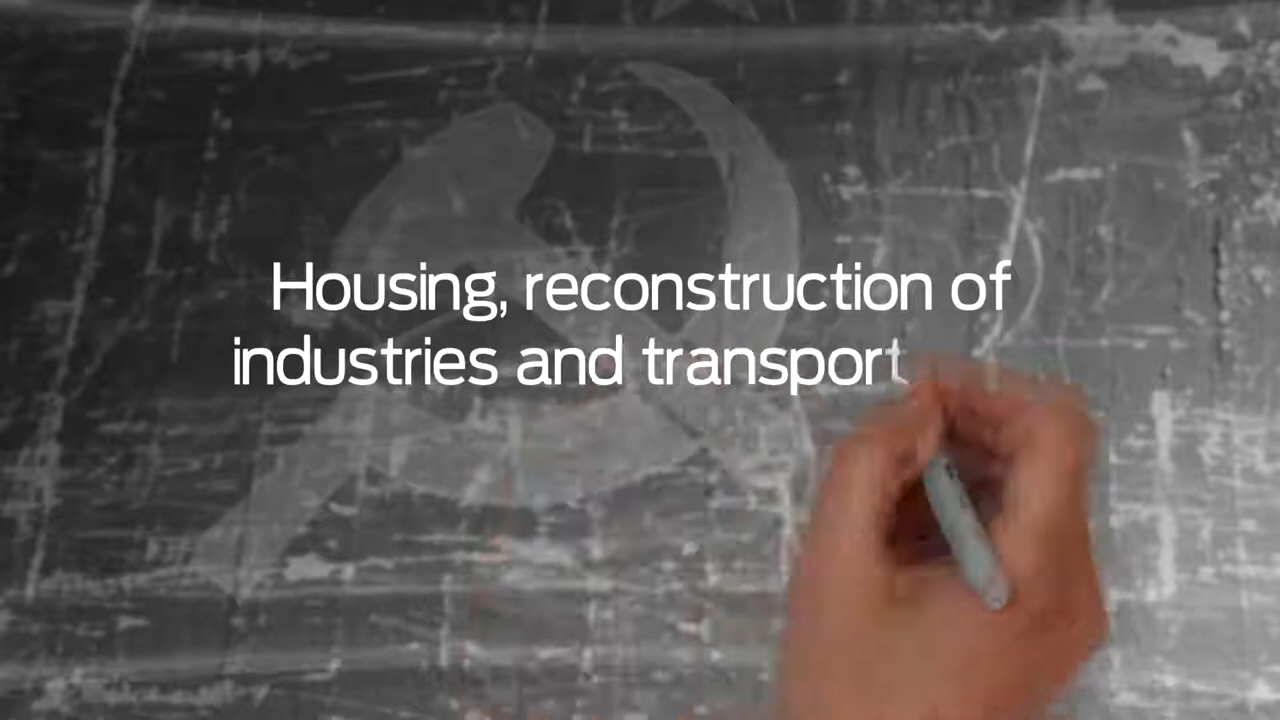 Housing, reconstruction of
industries and transport